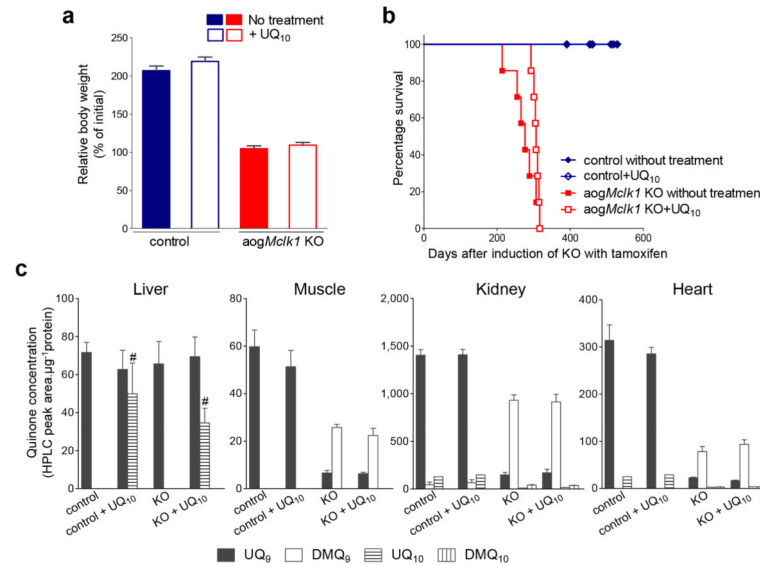 a
No treatment
+ UQ10
Relative body weight
(% of initial)
250
200
150
100
50
0
control
aogMclk1 KO
b
Percentage survival
100
80
60
40
20
0
0
200
400
600
control without treatment
control+UQ10
aogMclk1 KO without treatment
aogMclk1 KO+UQ10
Days after induction of KO with tamoxifen
c
Quinone concentration
(HPLC peak area.µg-1protein)
Liver
100
80
60
40
20
0
#
#
control
control + UQ10
KO
KO + UQ10
Muscle
80
60
40
20
0
control
control + UQ10
KO
KO + UQ10
Kidney
2,000
1,500
1,000
500
0
control
control + UQ10
KO
KO + UQ10
Heart
400
300
200
100
0
control
control + UQ10
KO
KO + UQ10
UQ9
DMQ9
UQ10
DMQ10